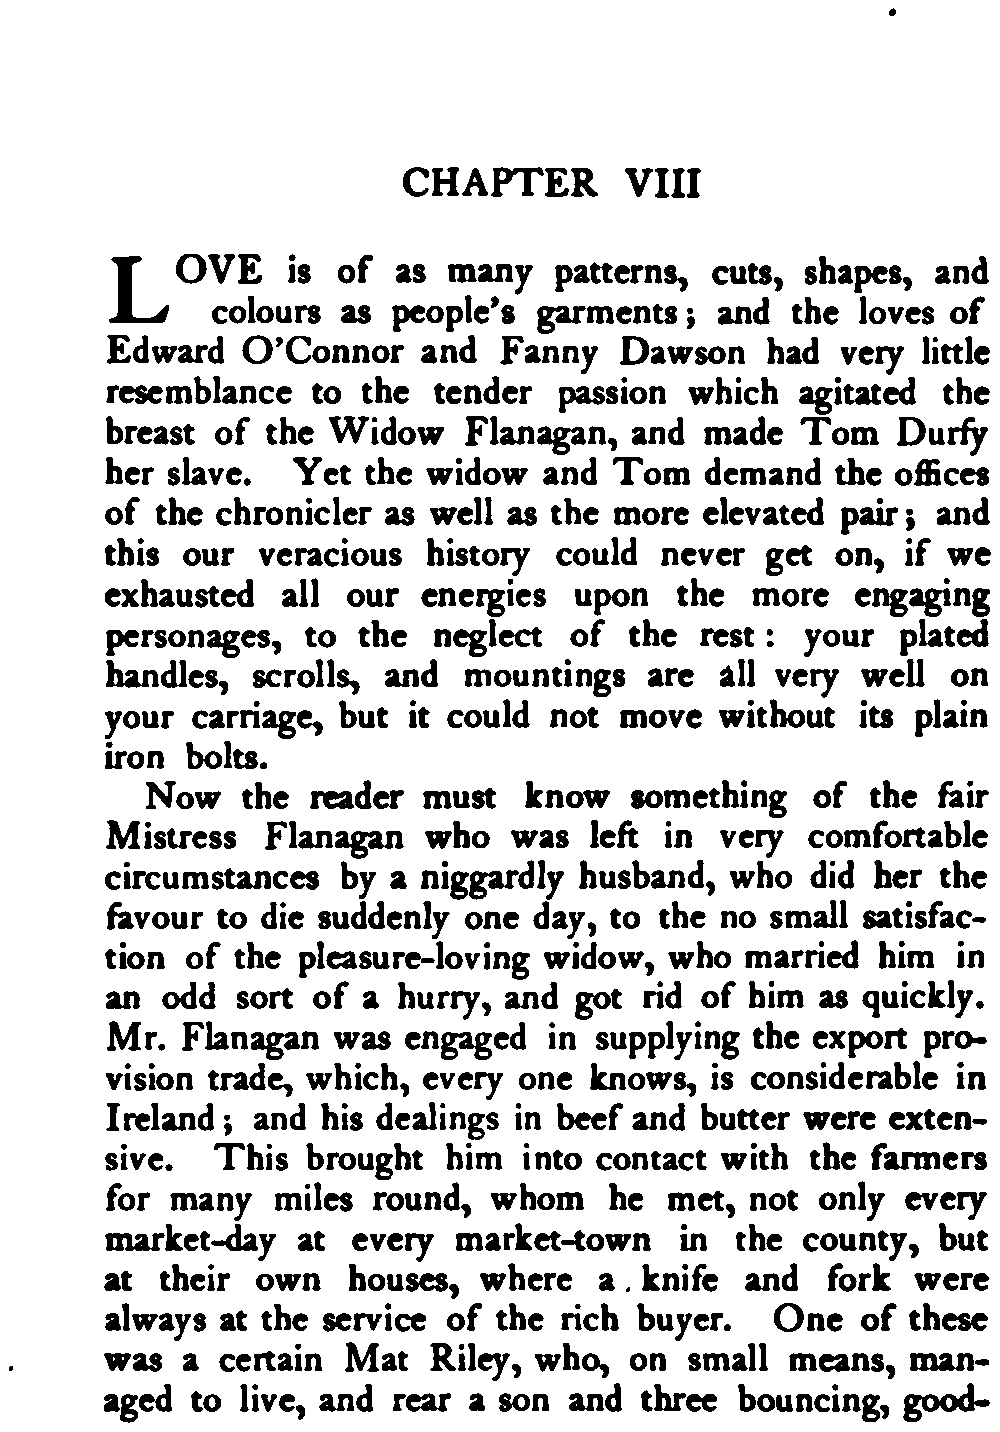 CHAPTER VIII
LOVE is of as many patterns, cuts, shapes, and
colours as people's garments; and the loves of
Edward O'Connor and Fanny Dawson had very little
resemblance to the tender passion which agitated the
breast of the Widow Flanagan, and made Tom Durfy
her slave. Yet the widow and Tom demand the offices
of the chronicler as well as the more elevated pair; and
this our veracious history could never get on, if we
exhausted all our energies upon the more engaging
personages, to the neglect of the rest: your plated
handles, scrolls, and mountings are all very well on
your carriage, but it could not move without its plain
iron bolts.
Now the reader must know something of the fair
Mistress Flanagan who was left in very comfortable
circumstances by a niggardly husband, who did her the
favour to die suddenly one day, to the no small satisfac-
tion of the pleasure-loving widow, who married him in
an odd sort of a hurry, and got rid of him as quickly.
Mr. Flanagan was engaged in supplying the export pro-
vision trade, which, every one knows, is considerable in
Ireland; and his dealings in beef and butter were exten-
sive. This brought him into contact with the farmers
for many miles round, whom he met, not only every
market-day at every market-town in the county, but
at their own houses, where a knife and fork were
always at the service of the rich buyer. One of these
was a certain Mat Riley, who, on small means, man-
aged to live, and rear a son and three bouncing, good-